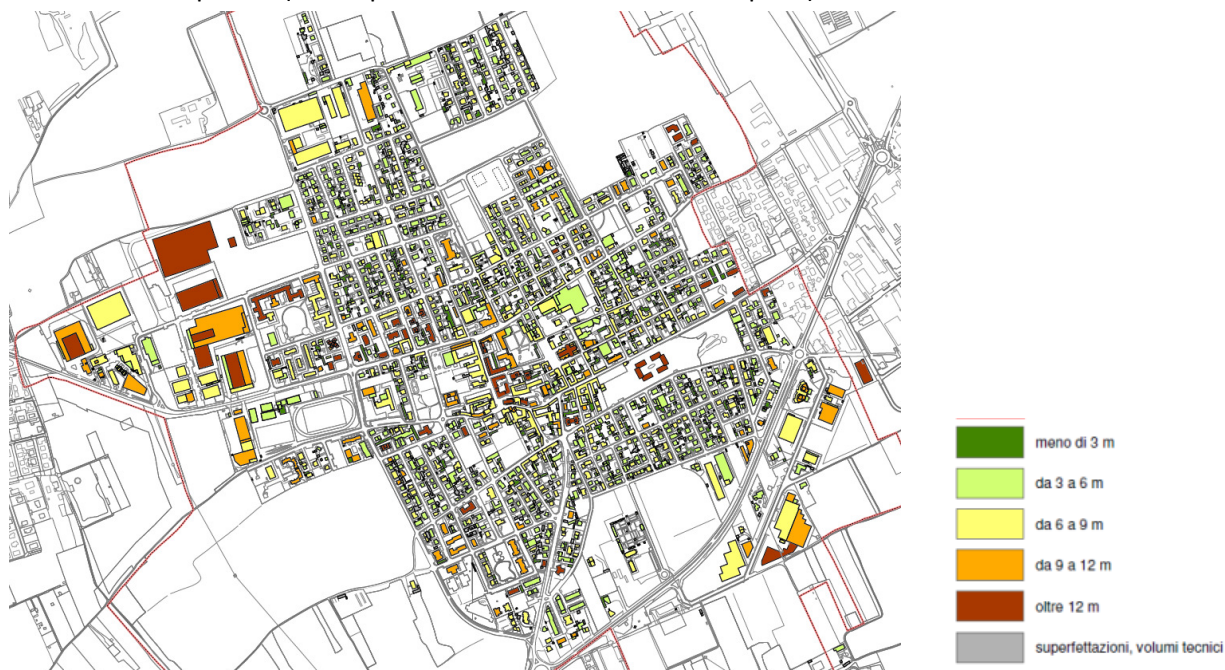 meno di 3 m
da 3 a 6 m
da 6 a 9 m
da 9 a 12 m
oltre 12 m
superfettazioni, volumi tecnici